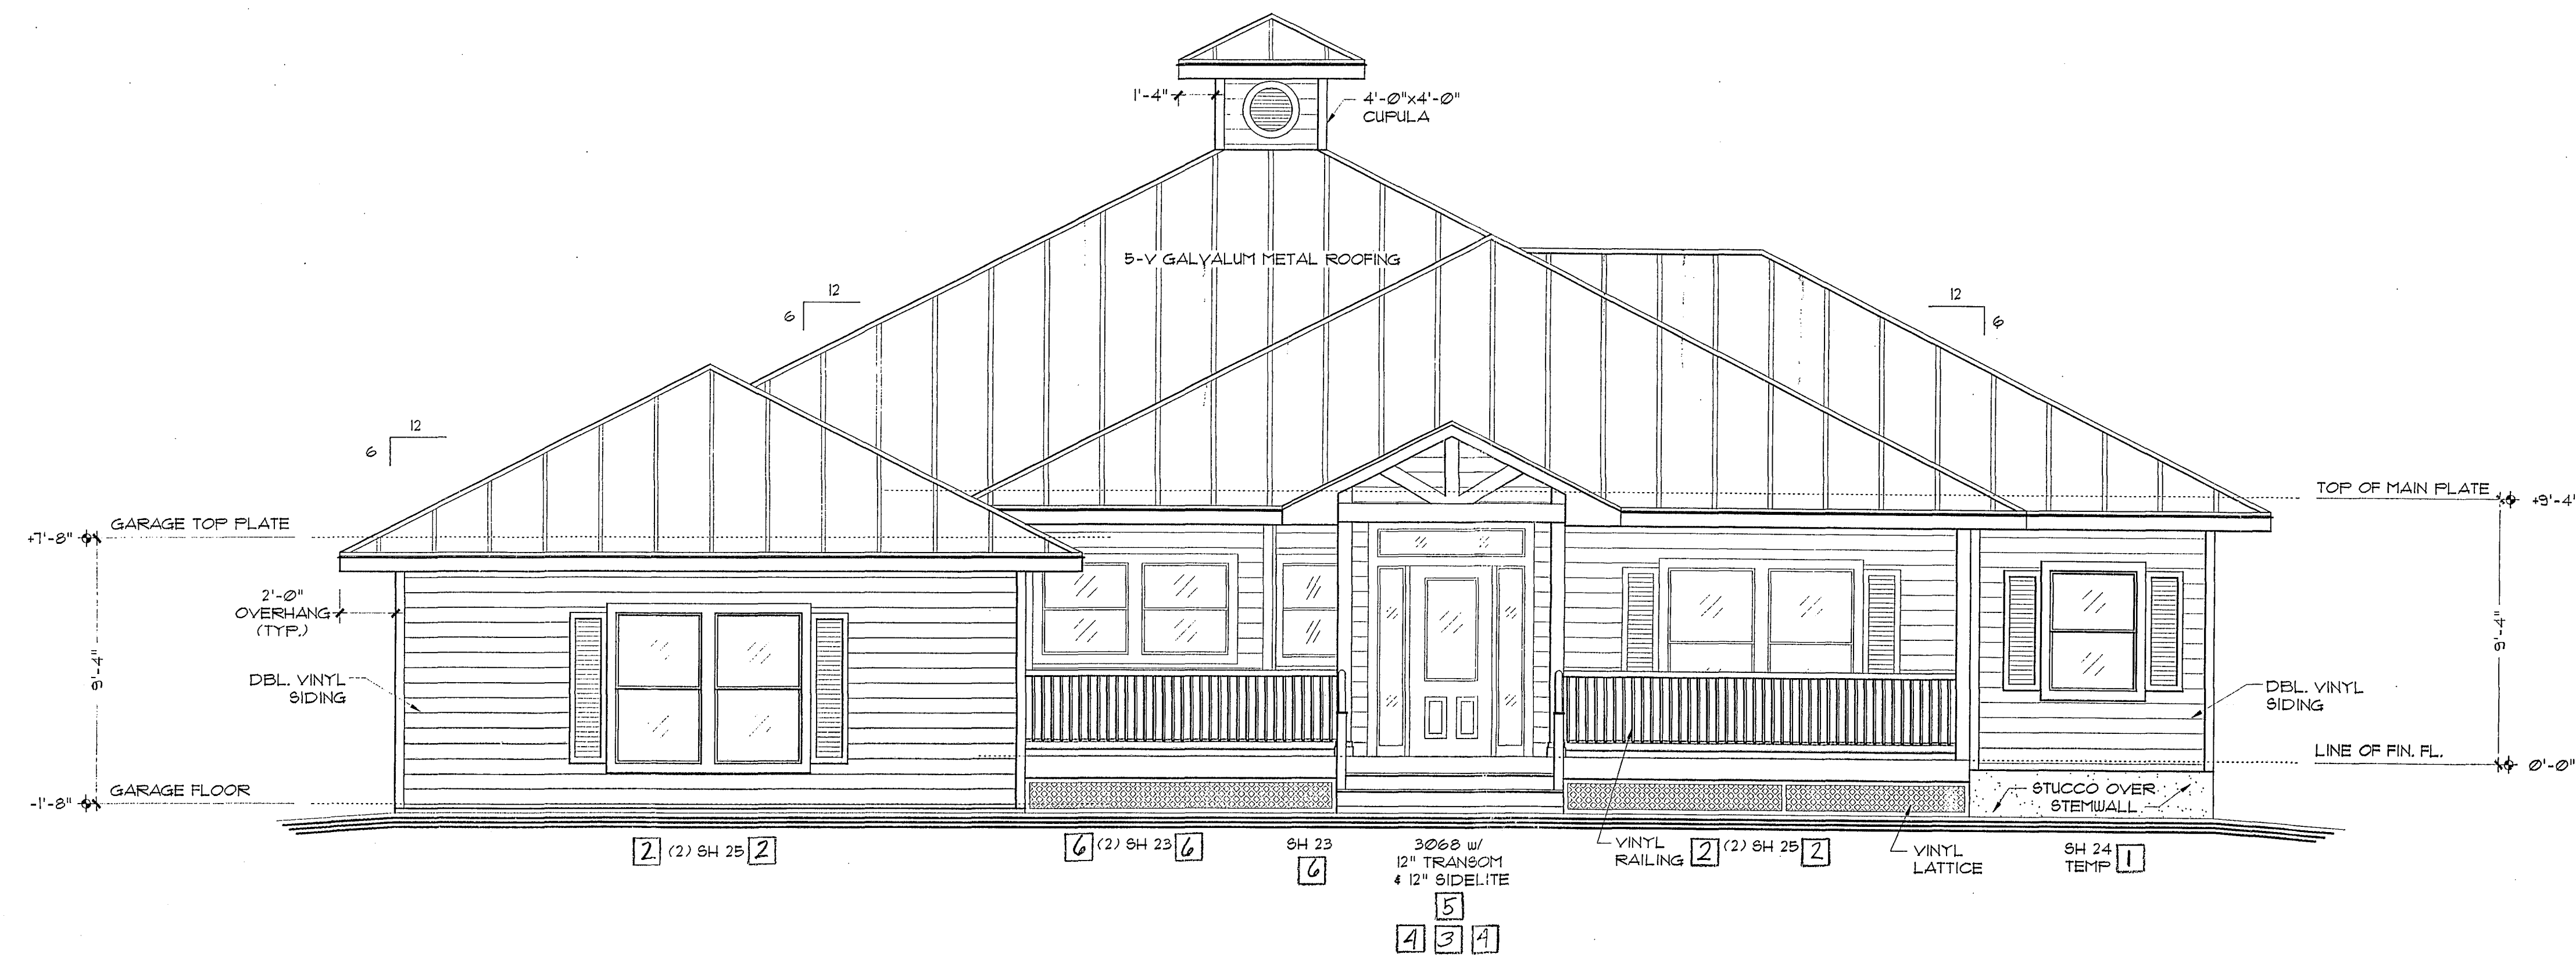 1'-4"
4'-0"x4'-0"
CUPULA
5-V GALVALUM METAL ROOFING
12
6
12
6
12
6
TOP OF MAIN PLATE
+9'-4"
GARAGE TOP PLATE
+7'-8"
2'-0"
OVERHANG
(TYP.)
9'-4"
9'-4"
DBL. VINYL
SIDING
DBL. VINYL
SIDING
LINE OF FIN. FL.
0'-0"
GARAGE FLOOR
-1'-8"
STUCCO OVER
STEMWALL
2 (2) SH 25 2
6 (2) SH 23 6
SH 23
6
3068 W/
12" TRANSOM
& 12" SIDELITE
5
4 3 4
VINYL
RAILING
2 (2) SH 25 2
VINYL
LATTICE
SH 24
TEMP 1